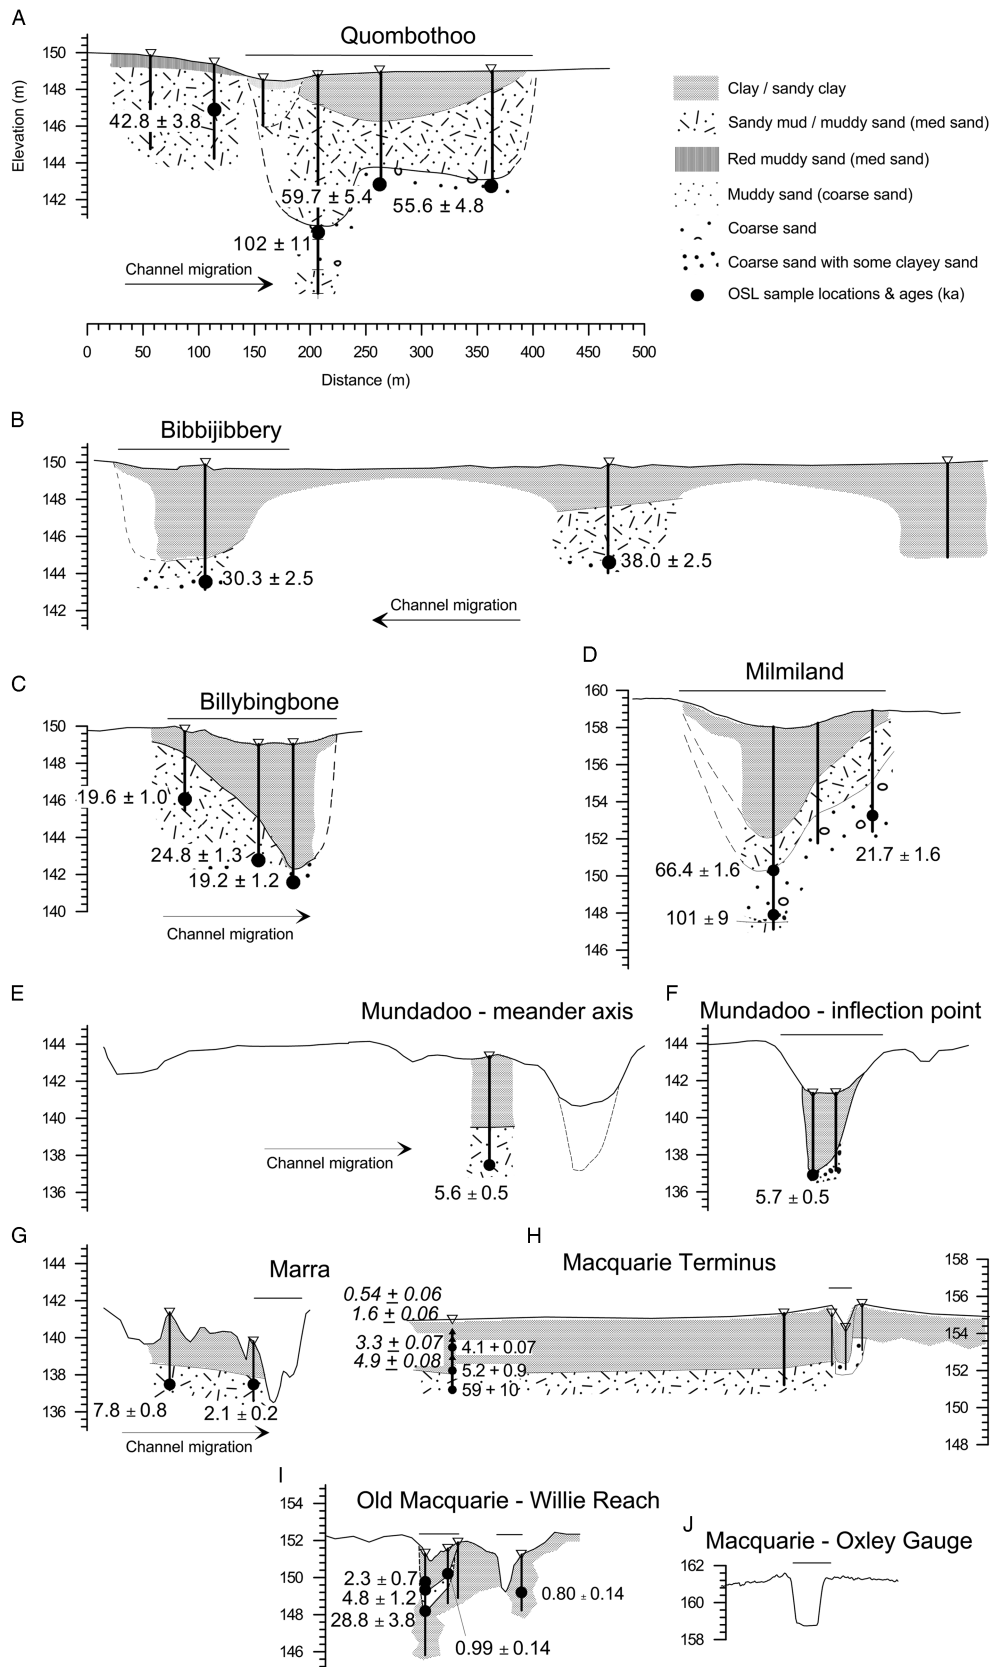 A
Quombothoo
Elevation (m)
150
148
146
144
142
42.8 ± 3.8
59.7 ± 5.4
55.6 ± 4.8
102 ± 11
Channel migration
0 50 100 150 200 250 300 350 400 450 500
Distance (m)
Clay / sandy clay
Sandy mud / muddy sand (med sand)
Red muddy sand (med sand)
Muddy sand (coarse sand)
Coarse sand
Coarse sand with some clayey sand
OSL sample locations & ages (ka)
B
Bibbijibbery
150
148
146
144
142
30.3 ± 2.5
38.0 ± 2.5
Channel migration
C
Billybingbone
150
148
146
144
142
140
19.6 ± 1.0
24.8 ± 1.3
19.2 ± 1.2
Channel migration
D
Milmiland
160
158
156
154
152
150
148
146
66.4 ± 1.6
21.7 ± 1.6
101 ± 9
E
Mundadoo - meander axis
144
142
140
138
136
Channel migration
5.6 ± 0.5
F
Mundadoo - inflection point
144
142
140
138
136
5.7 ± 0.5
G
Marra
144
142
140
138
136
7.8 ± 0.8
2.1 ± 0.2
Channel migration
H
Macquarie Terminus
0.54 ± 0.06
1.6 ± 0.06
3.3 ± 0.07
4.9 ± 0.08
4.1 ± 0.07
5.2 ± 0.9
59 ± 10
158
156
154
152
150
148
I
Old Macquarie - Willie Reach
154
152
150
148
146
2.3 ± 0.7
4.8 ± 1.2
28.8 ± 3.8
0.80 ± 0.14
0.99 ± 0.14
J
Macquarie - Oxley Gauge
162
160
158